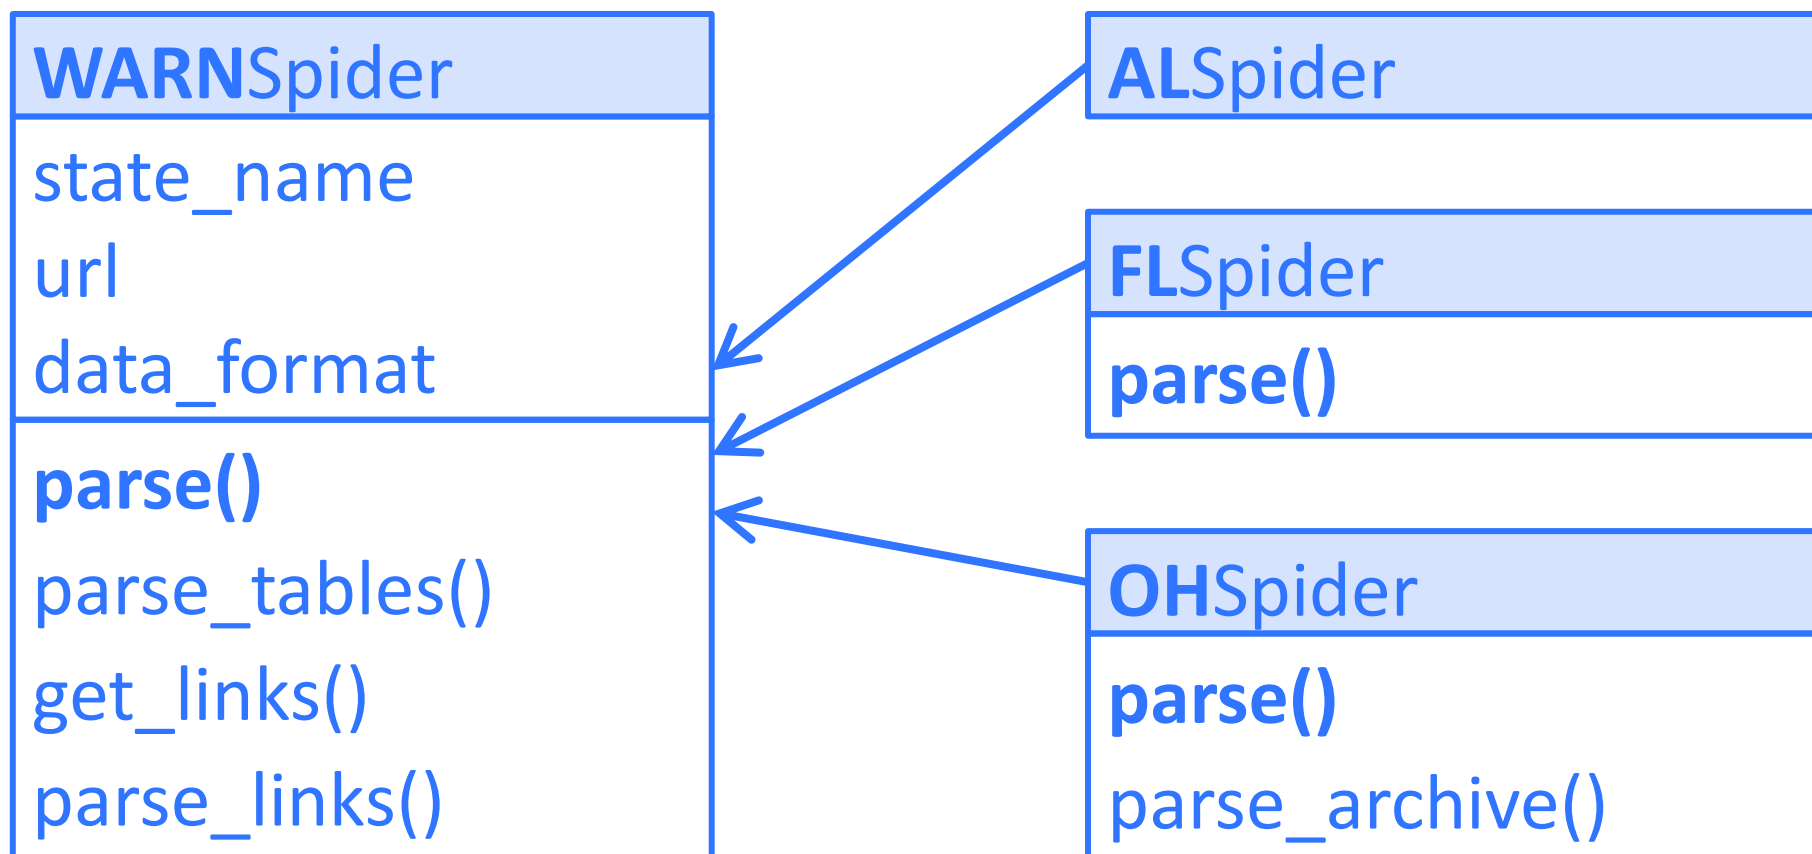 WARNSpider
state_name
url
data_format
parse()
parse_tables()
get_links()
parse_links()
ALSpider
FLSpider
parse()
OHSpider
parse()
parse_archive()